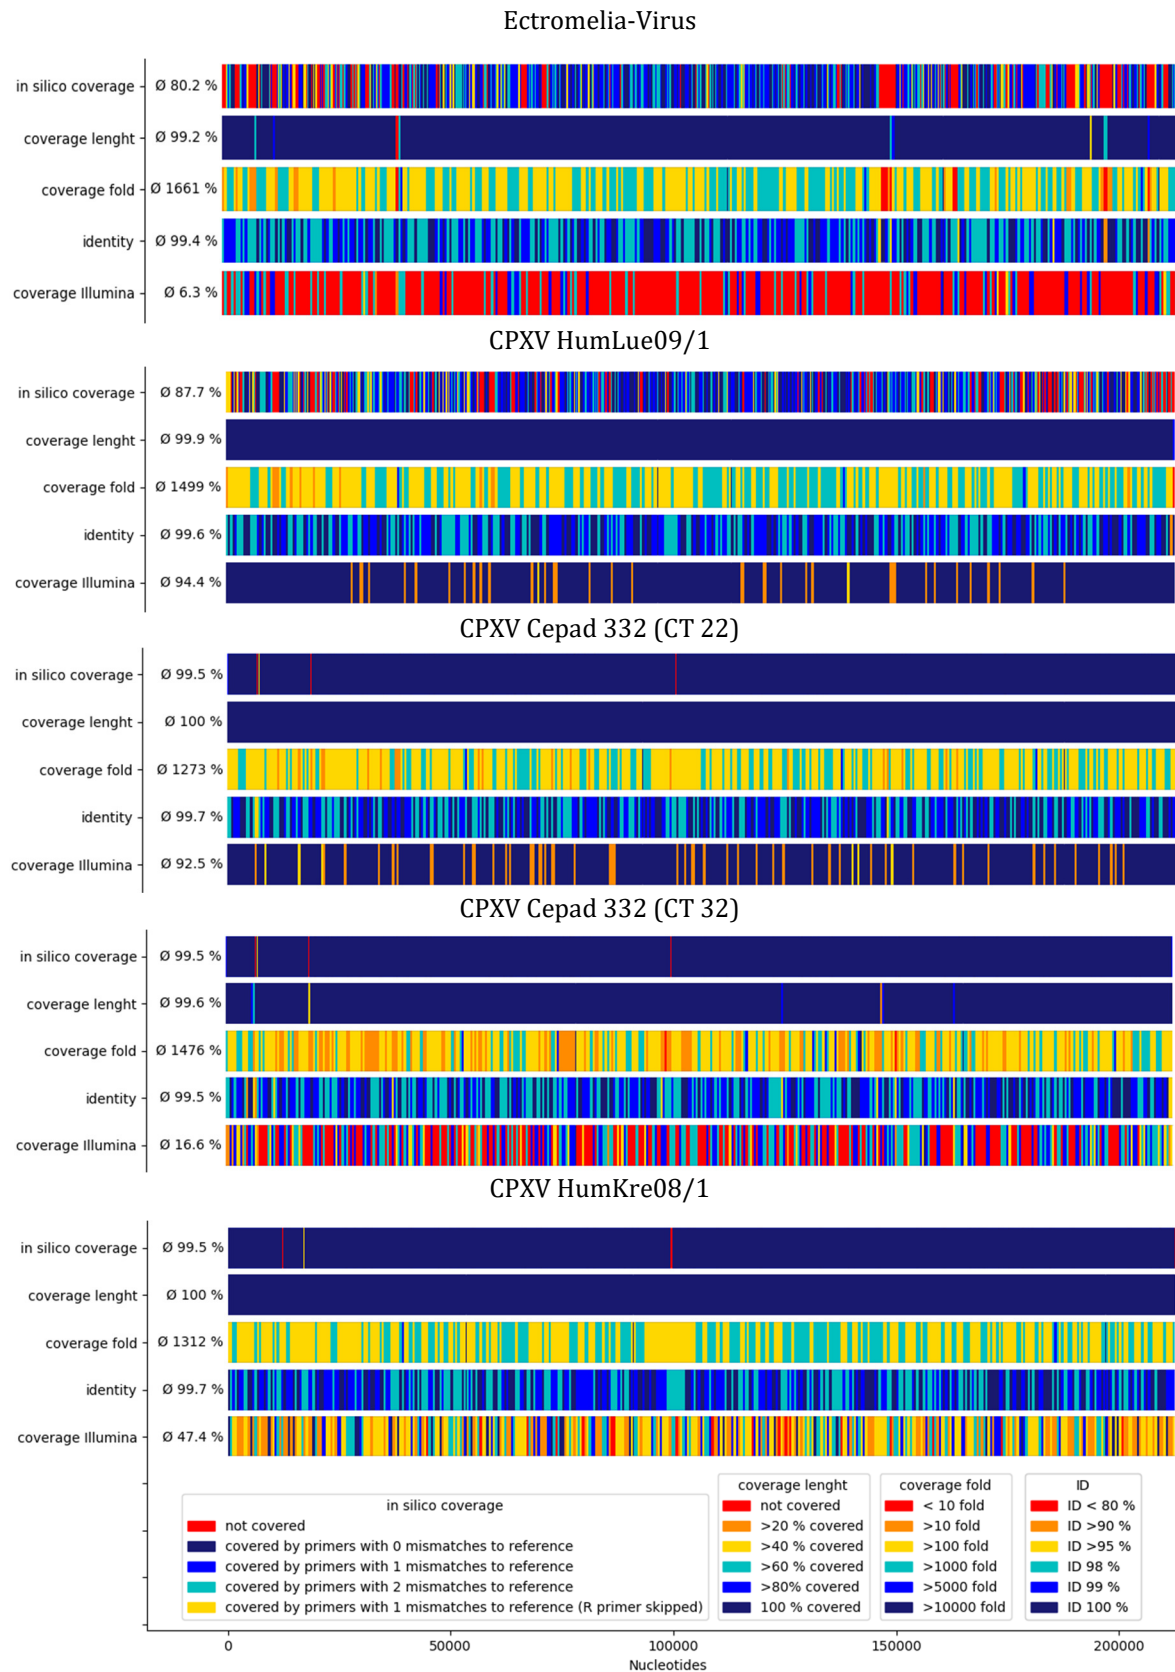 Ectromelia-Virus
in silico coverage Ø 80.2 %
coverage lenght Ø 99.2 %
coverage fold Ø 1661 %
identity Ø 99.4 %
coverage Illumina Ø 6.3 %
CPXV HumLue09/1
in silico coverage Ø 87.7 %
coverage lenght Ø 99.9 %
coverage fold Ø 1499 %
identity Ø 99.6 %
coverage Illumina Ø 94.4 %
CPXV Cepad 332 (CT 22)
in silico coverage Ø 99.5 %
coverage lenght Ø 100 %
coverage fold Ø 1273 %
identity Ø 99.7 %
coverage Illumina Ø 92.5 %
CPXV Cepad 332 (CT 32)
in silico coverage Ø 99.5 %
coverage lenght Ø 99.6 %
coverage fold Ø 1476 %
identity Ø 99.5 %
coverage Illumina Ø 16.6 %
CPXV HumKre08/1
in silico coverage Ø 99.5 %
coverage lenght Ø 100 %
coverage fold Ø 1312 %
identity Ø 99.7 %
coverage Illumina Ø 47.4 %
in silico coverage
not covered
covered by primers with 0 mismatches to reference
covered by primers with 1 mismatches to reference
covered by primers with 2 mismatches to reference
covered by primers with 1 mismatches to reference (R primer skipped)
coverage lenght
not covered
>20 % covered
>40 % covered
>60 % covered
>80% covered
100 % covered
coverage fold
< 10 fold
>10 fold
>100 fold
>1000 fold
>5000 fold
>10000 fold
ID
ID < 80 %
ID >90 %
ID >95 %
ID 98 %
ID 99 %
ID 100 %
0 50000 100000 150000 200000
Nucleotides